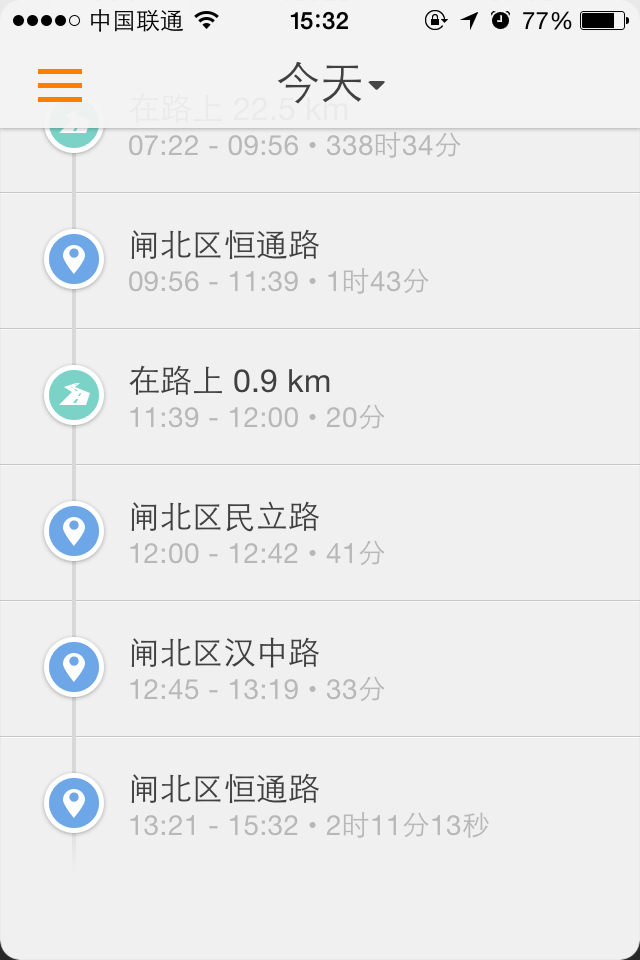 中国联通 15:32 77%
今天
在路上 22.5 km
07:22 - 09:56 • 338时34分
闸北区恒通路
09:56 - 11:39 • 1时43分
在路上 0.9 km
11:39 - 12:00 • 20分
闸北区民立路
12:00 - 12:42 • 41分
闸北区汉中路
12:45 - 13:19 • 33分
闸北区恒通路
13:21 - 15:32 • 2时11分13秒